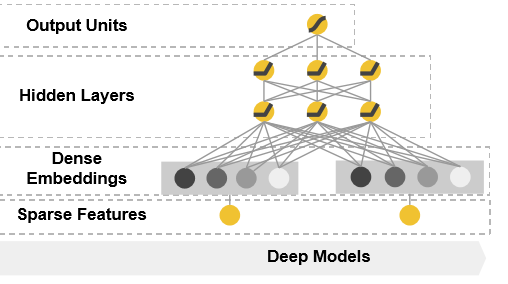 Output Units
Hidden Layers
Dense
Embeddings
Sparse Features
Deep Models